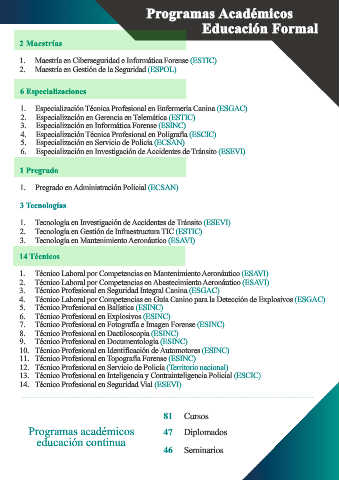 Programas Académicos
Educación Formal
2 Maestrías
1. Maestría en Ciberseguridad e Informática Forense (ESTIC)
2. Maestría en Gestión de la Seguridad (ESPOL)
6 Especializaciones
1. Especialización Técnica Profesional en Enfermería Canina (ESGAC)
2. Especialización en Gerencia en Telemática (ESTIC)
3. Especialización en Informática Forense (ESINC)
4. Especialización Técnica Profesional en Poligrafía (ESCIC)
5. Especialización en Servicio de Policía (ECSAN)
6. Especialización en Investigación de Accidentes de Tránsito (ESEVI)
1 Pregrado
1. Pregrado en Administración Policial (ECSAN)
3 Tecnologías
1. Tecnología en Investigación de Accidentes de Tránsito (ESEVI)
2. Tecnología en Gestión de Infraestructura TIC (ESTIC)
3. Tecnología en Mantenimiento Aeronáutico (ESAVI)
14 Técnicos
1. Técnico Laboral por Competencias en Mantenimiento Aeronáutico (ESAVI)
2. Técnico Laboral por Competencias en Abastecimiento Aeronáutico (ESAVI)
3. Técnico Profesional en Seguridad Integral Canina (ESGAC)
4. Técnico Laboral por Competencias en Guía Canino para la Detección de Explosivos (ESGAC)
5. Técnico Profesional en Balística (ESINC)
6. Técnico Profesional en Explosivos (ESINC)
7. Técnico Profesional en Fotografía e Imagen Forense (ESINC)
8. Técnico Profesional en Dactiloscopia (ESINC)
9. Técnico Profesional en Documentología (ESINC)
10. Técnico Profesional en Identificación de Automotores (ESINC)
11. Técnico Profesional en Topografía Forense (ESINC)
12. Técnico Profesional en Servicio de Policía (Territorio nacional)
13. Técnico Profesional en Inteligencia y Contrainteligencia Policial (ESCIC)
14. Técnico Profesional en Seguridad Vial (ESEVI)
Programas académicos
educación continua
81 Cursos
47 Diplomados
46 Seminarios